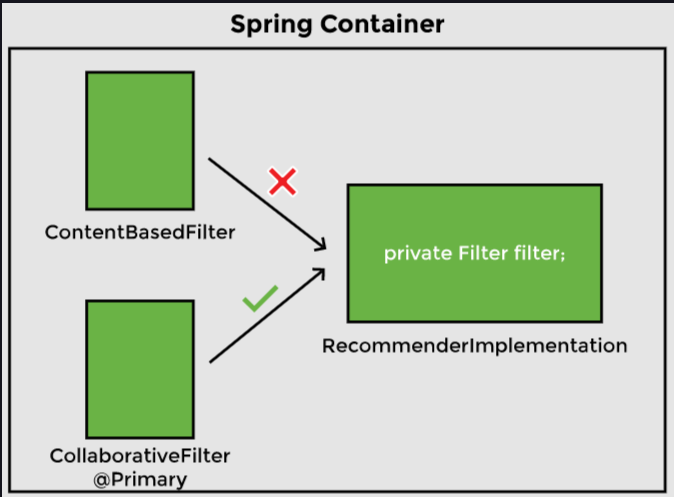 Spring Container
ContentBasedFilter
private Filter filter;
RecommenderImplementation
CollaborativeFilter
@Primary